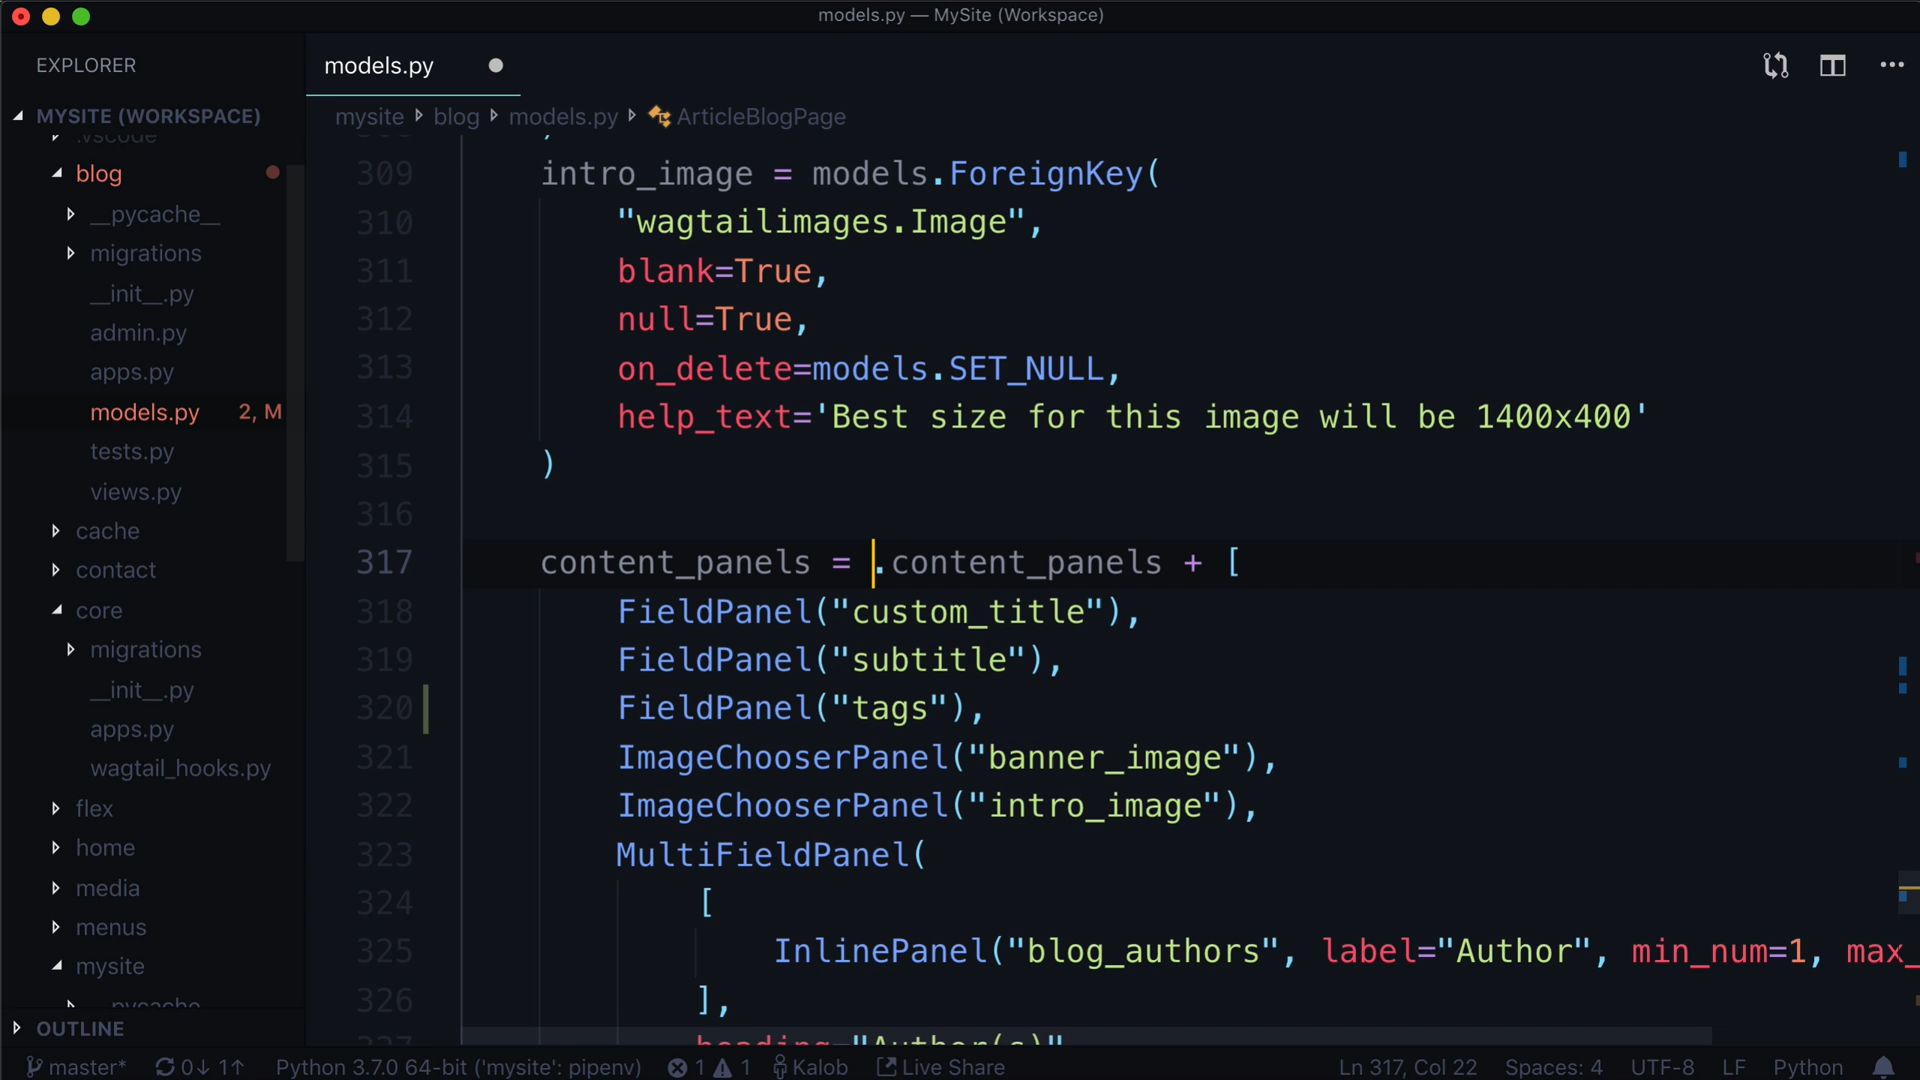 models.py — MySite (Workspace)
EXPLORER
MYSITE (WORKSPACE)
.vscode
blog
__pycache__
migrations
__init__.py
admin.py
apps.py
models.py 2, M
tests.py
views.py
cache
contact
core
migrations
__init__.py
apps.py
wagtail_hooks.py
flex
home
media
menus
mysite
__pycache__
OUTLINE
models.py
mysite blog models.py ArticleBlogPage
309 intro_image = models.ForeignKey(
310 "wagtailimages.Image",
311 blank=True,
312 null=True,
313 on_delete=models.SET_NULL,
314 help_text='Best size for this image will be 1400x400'
315 )
316
317 content_panels = .content_panels + [
318 FieldPanel("custom_title"),
319 FieldPanel("subtitle"),
320 FieldPanel("tags"),
321 ImageChooserPanel("banner_image"),
322 ImageChooserPanel("intro_image"),
323 MultiFieldPanel(
324 [
325 InlinePanel("blog_authors", label="Author", min_num=1, max_
326 ],
327 heading="Author(s)"
master* 0↓ 1↑ Python 3.7.0 64-bit ('mysite': pipenv) 1 1 Kalob Live Share Ln 317, Col 22 Spaces: 4 UTF-8 LF Python